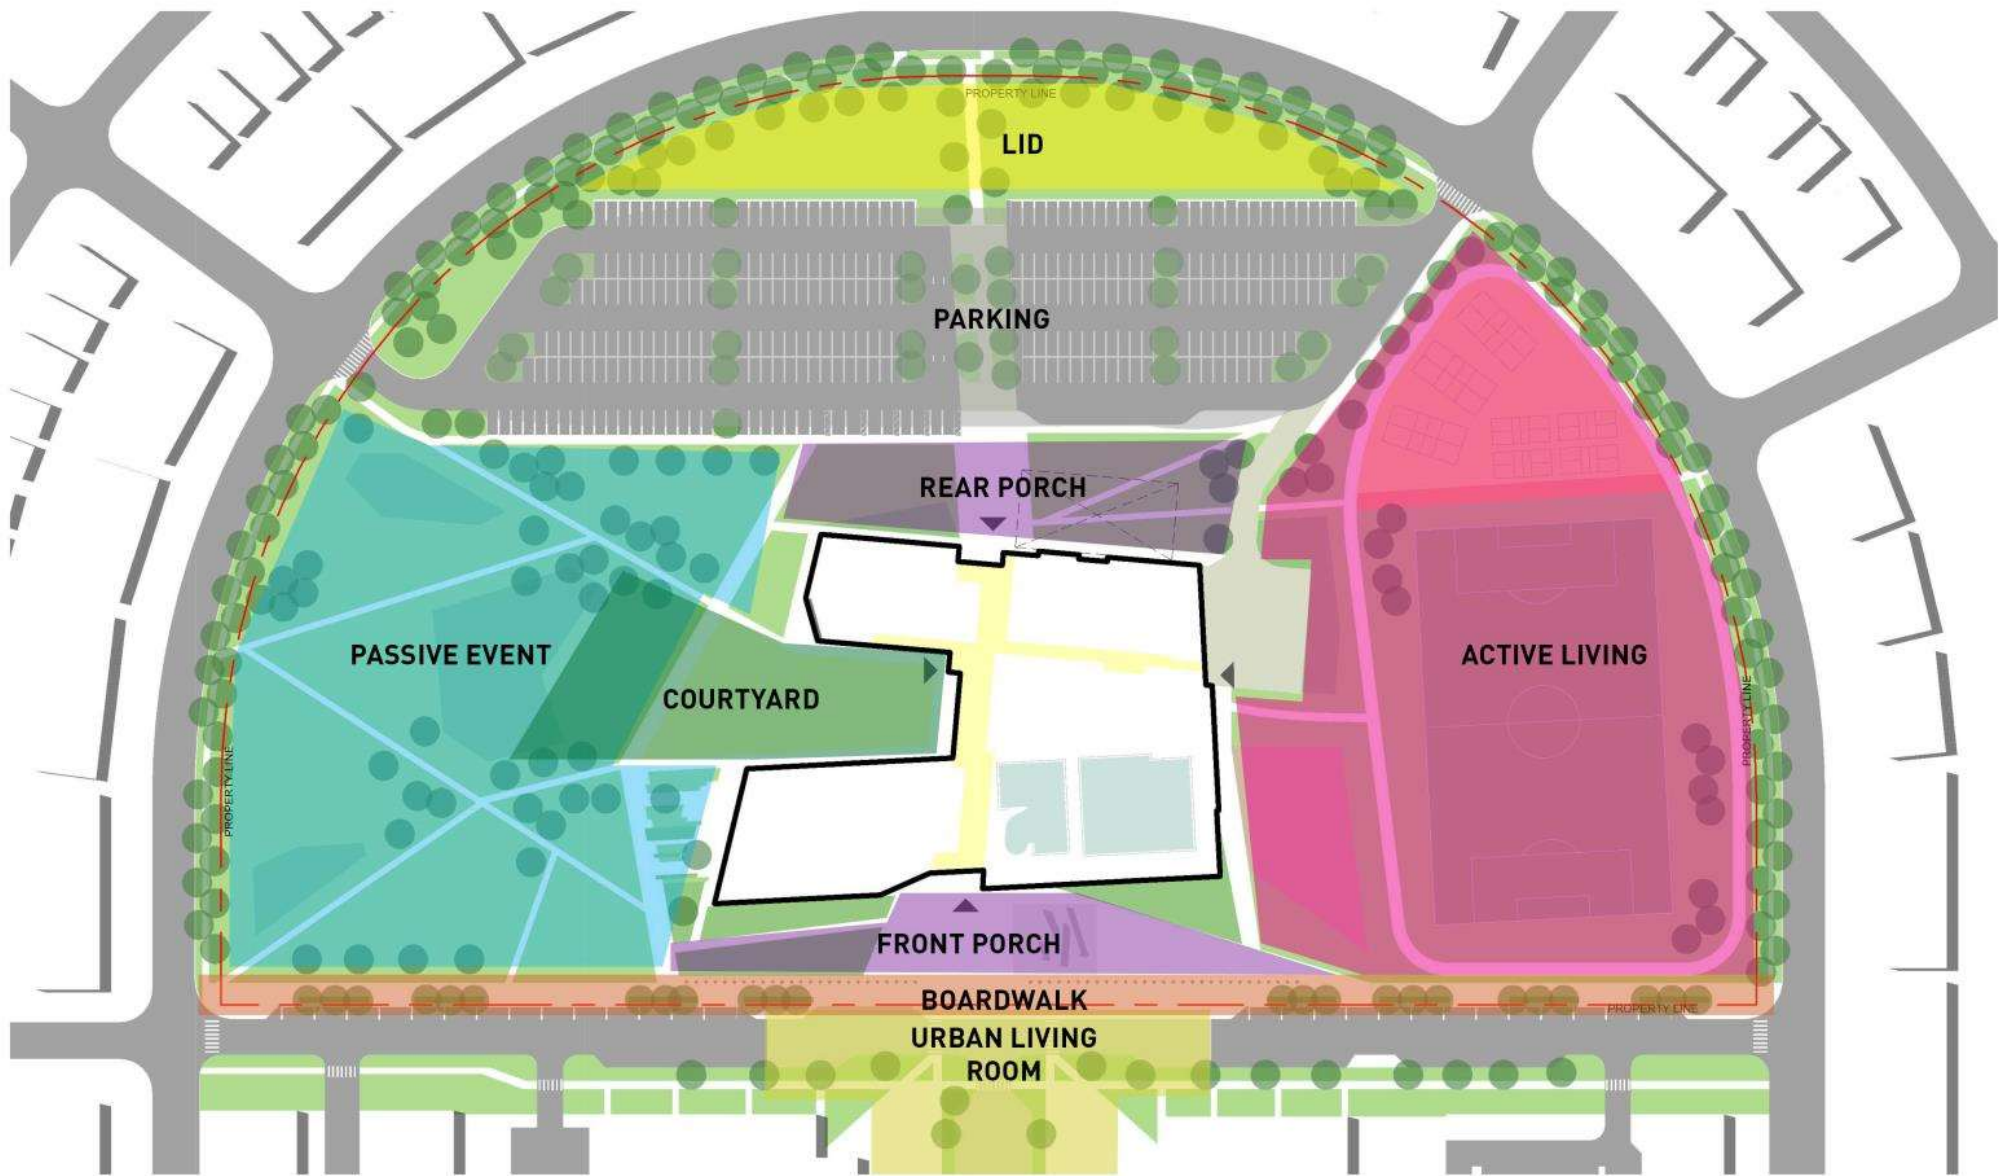 PROPERTY LINE
LID
PARKING
REAR PORCH
PASSIVE EVENT
ACTIVE LIVING
COURTYARD
PROPERTY LINE
PROPERTY LINE
FRONT PORCH
BOARDWALK
PROPERTY LINE
URBAN LIVING
ROOM